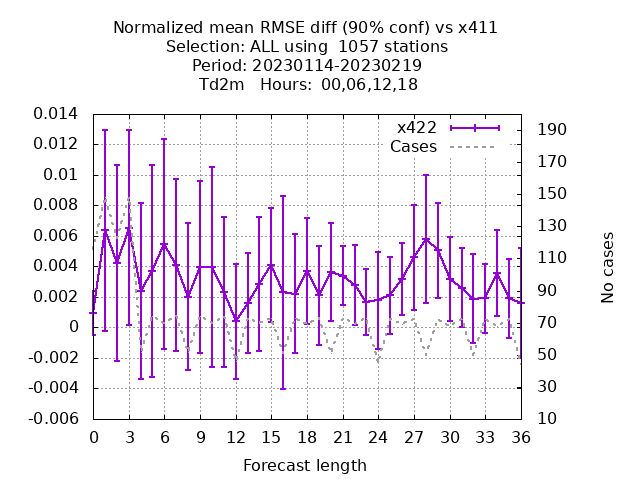 Normalized mean RMSE diff (90% conf) vs x411
Selection: ALL using  1057 stations
Period: 20230114-20230219
Td2m   Hours:  00,06,12,18
x422
Cases
0.014
0.012
0.01
0.008
0.006
0.004
0.002
0
-0.002
-0.004
-0.006
190
170
150
130
110
90
70
50
30
10
No cases
0 3 6 9 12 15 18 21 24 27 30 33 36
Forecast length